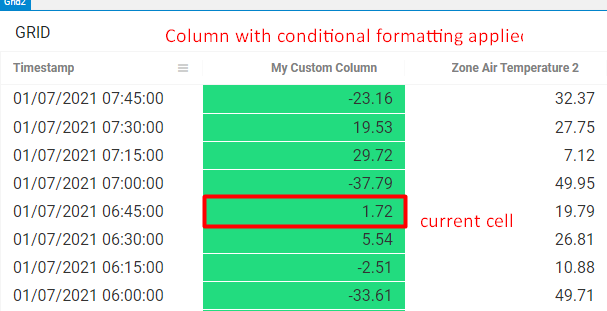 Grid2
GRID
Column with conditional formatting applied
Timestamp My Custom Column Zone Air Temperature 2
01/07/2021 07:45:00 -23.16 32.37
01/07/2021 07:30:00 19.53 27.75
01/07/2021 07:15:00 29.72 7.12
01/07/2021 07:00:00 -37.79 49.95
01/07/2021 06:45:00 1.72 19.79
current cell
01/07/2021 06:30:00 5.54 26.81
01/07/2021 06:15:00 -2.51 10.88
01/07/2021 06:00:00 -33.61 49.71